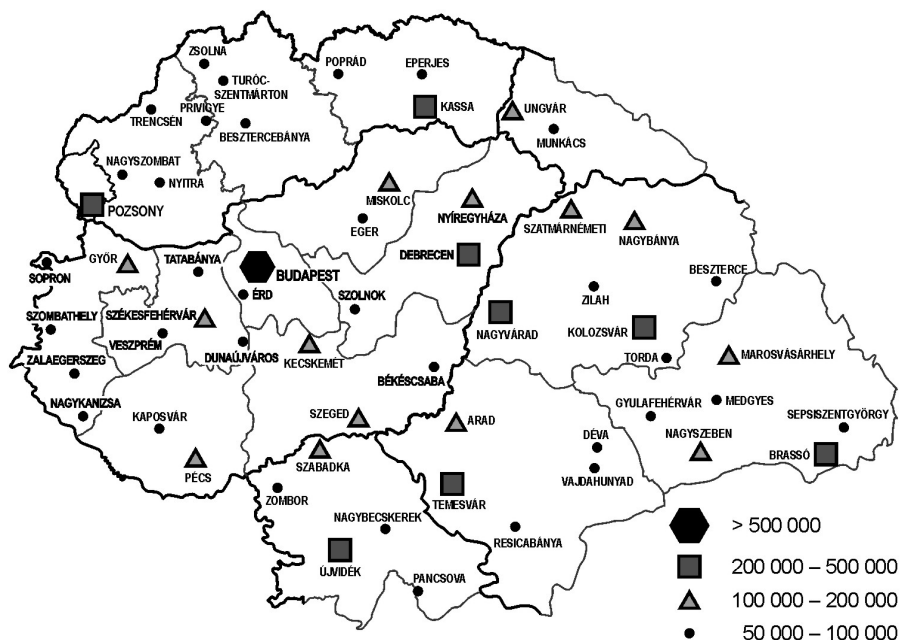 ZSOLNA
POPRÁD
EPERJES
TURÓC-
SZENTMÁRTON
PRIVIGYE
KASSA
UNGVÁR
TRENCSÉN
BESZTERCEBÁNYA
MUNKÁCS
NAGYSZOMBAT
NYITRA
MISKOLC
POZSONY
EGER
NYÍREGYHÁZA
SZATMÁRNÉMETI
NAGYBÁNYA
GYŐR
TATABÁNYA
DEBRECEN
SOPRON
BUDAPEST
BESZTERCE
ÉRD
SZOLNOK
ZILAH
SZOMBATHELY
SZÉKESFEHÉRVÁR
NAGYVÁRAD
KOLOZSVÁR
VESZPRÉM
ZALAEGERSZEG
DUNAÚJVÁROS
KECSKEMÉT
TORDA
MAROSVÁSÁRHELY
BÉKÉSCSABA
NAGYKANIZSA
KAPOSVÁR
SZEGED
ARAD
GYULAFEHÉRVÁR
MEDGYES
SEPSISZENTGYÖRGY
DÉVA
NAGYSZEBEN
BRASSÓ
PÉCS
SZABADKA
VAJDAHUNYAD
ZOMBOR
TEMESVÁR
NAGYBECSKEREK
RESICABÁNYA
ÚJVIDÉK
PANCSOVA
> 500 000
200 000 – 500 000
100 000 – 200 000
50 000 – 100 000